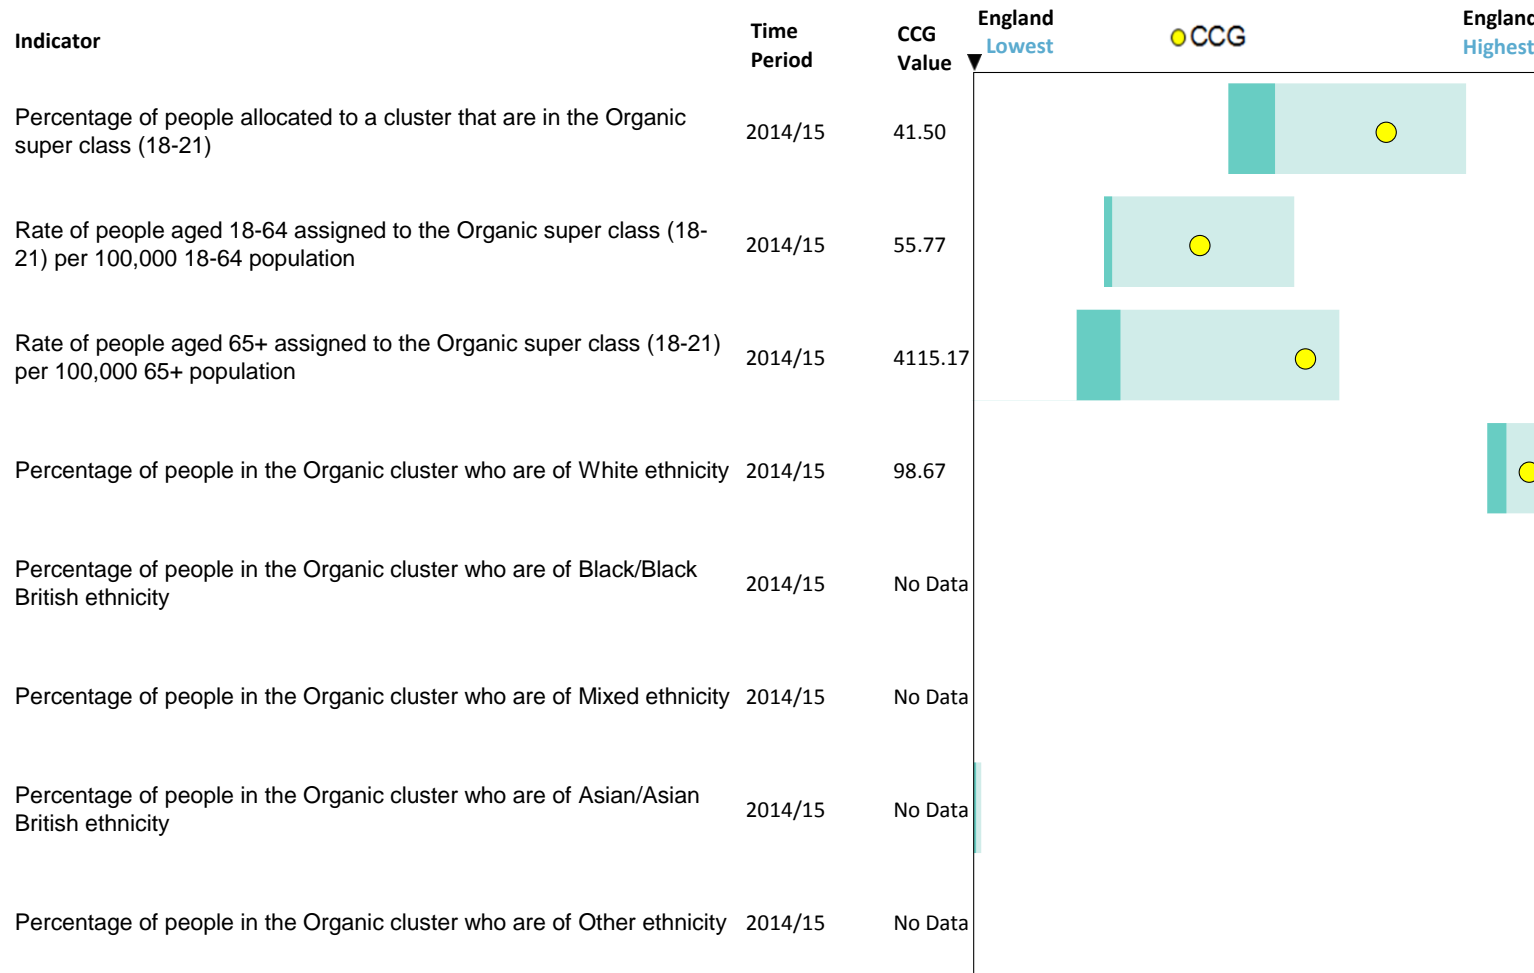 Indicator
Time
Period
CCG
Value
England
Lowest
CCG
England
Highest
Percentage of people allocated to a cluster that are in the Organic
super class (18-21)
2014/15
41.50
Rate of people aged 18-64 assigned to the Organic super class (18-
21) per 100,000 18-64 population
2014/15
55.77
Rate of people aged 65+ assigned to the Organic super class (18-21)
per 100,000 65+ population
2014/15
4115.17
Percentage of people in the Organic cluster who are of White ethnicity
2014/15
98.67
Percentage of people in the Organic cluster who are of Black/Black
British ethnicity
2014/15
No Data
Percentage of people in the Organic cluster who are of Mixed ethnicity
2014/15
No Data
Percentage of people in the Organic cluster who are of Asian/Asian
British ethnicity
2014/15
No Data
Percentage of people in the Organic cluster who are of Other ethnicity
2014/15
No Data